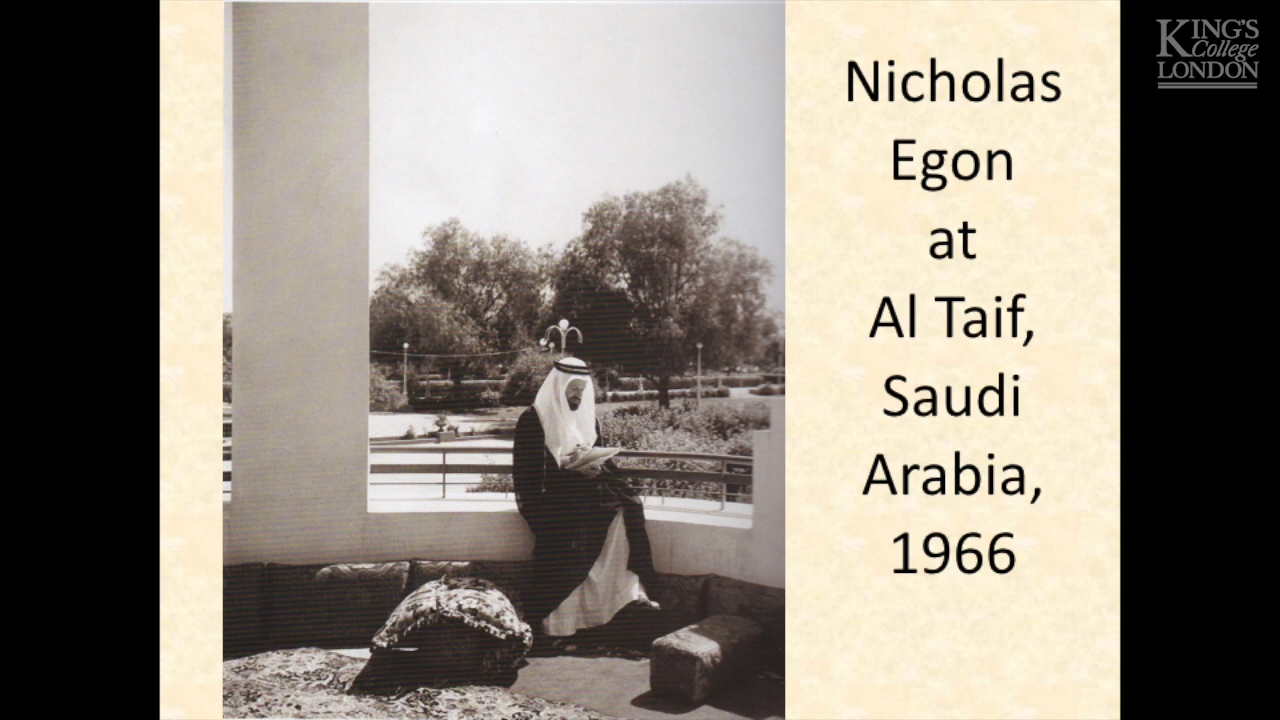 Nicholas
Egon
at
Al Taif,
Saudi
Arabia,
1966
KING'S
College
LONDON